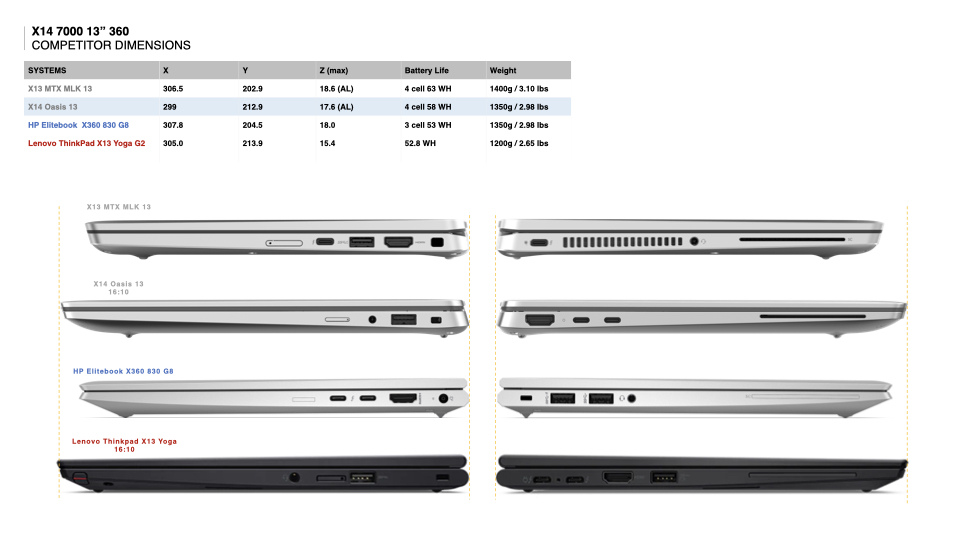 X14 7000 13” 360
COMPETITOR DIMENSIONS
SYSTEMS X Y Z (max) Battery Life Weight
X13 MTX MLK 13 306.5 202.9 18.6 (AL) 4 cell 63 WH 1400g / 3.10 lbs
X14 Oasis 13 299 212.9 17.6 (AL) 4 cell 58 WH 1350g / 2.98 lbs
HP Elitebook X360 830 G8 307.8 204.5 18.0 3 cell 53 WH 1350g / 2.98 lbs
Lenovo ThinkPad X13 Yoga G2 305.0 213.9 15.4 52.8 WH 1200g / 2.65 lbs
X13 MTX MLK 13
X14 Oasis 13
16:10
HP Elitebook X360 830 G8
Lenovo Thinkpad X13 Yoga
16:10